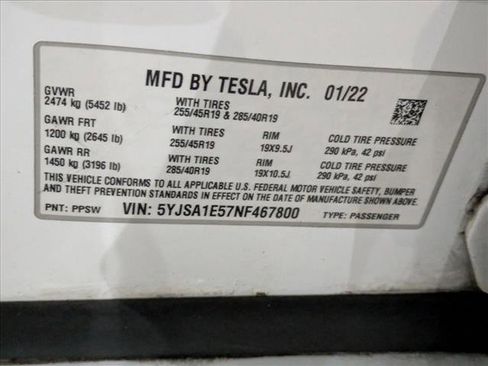 MFD BY TESLA, INC. 01/22
GVWR
2474 kg (5452 lb)
WITH TIRES
255/45R19 & 285/40R19
GAWR FRT
1200 kg (2645 lb)
WITH TIRES
255/45R19
RIM
19X9.5J
COLD TIRE PRESSURE
290 kPa, 42 psi
GAWR RR
1450 kg (3196 lb)
WITH TIRES
285/40R19
RIM
19X10.5J
COLD TIRE PRESSURE
290 kPa, 42 psi
THIS VEHICLE CONFORMS TO ALL APPLICABLE U.S. FEDERAL MOTOR VEHICLE SAFETY, BUMPER
AND THEFT PREVENTION STANDARDS IN EFFECT ON THE DATE OF MANUFACTURE SHOWN ABOVE.
PNT: PPSW VIN: 5YJSA1E57NF467800 TYPE: PASSENGER